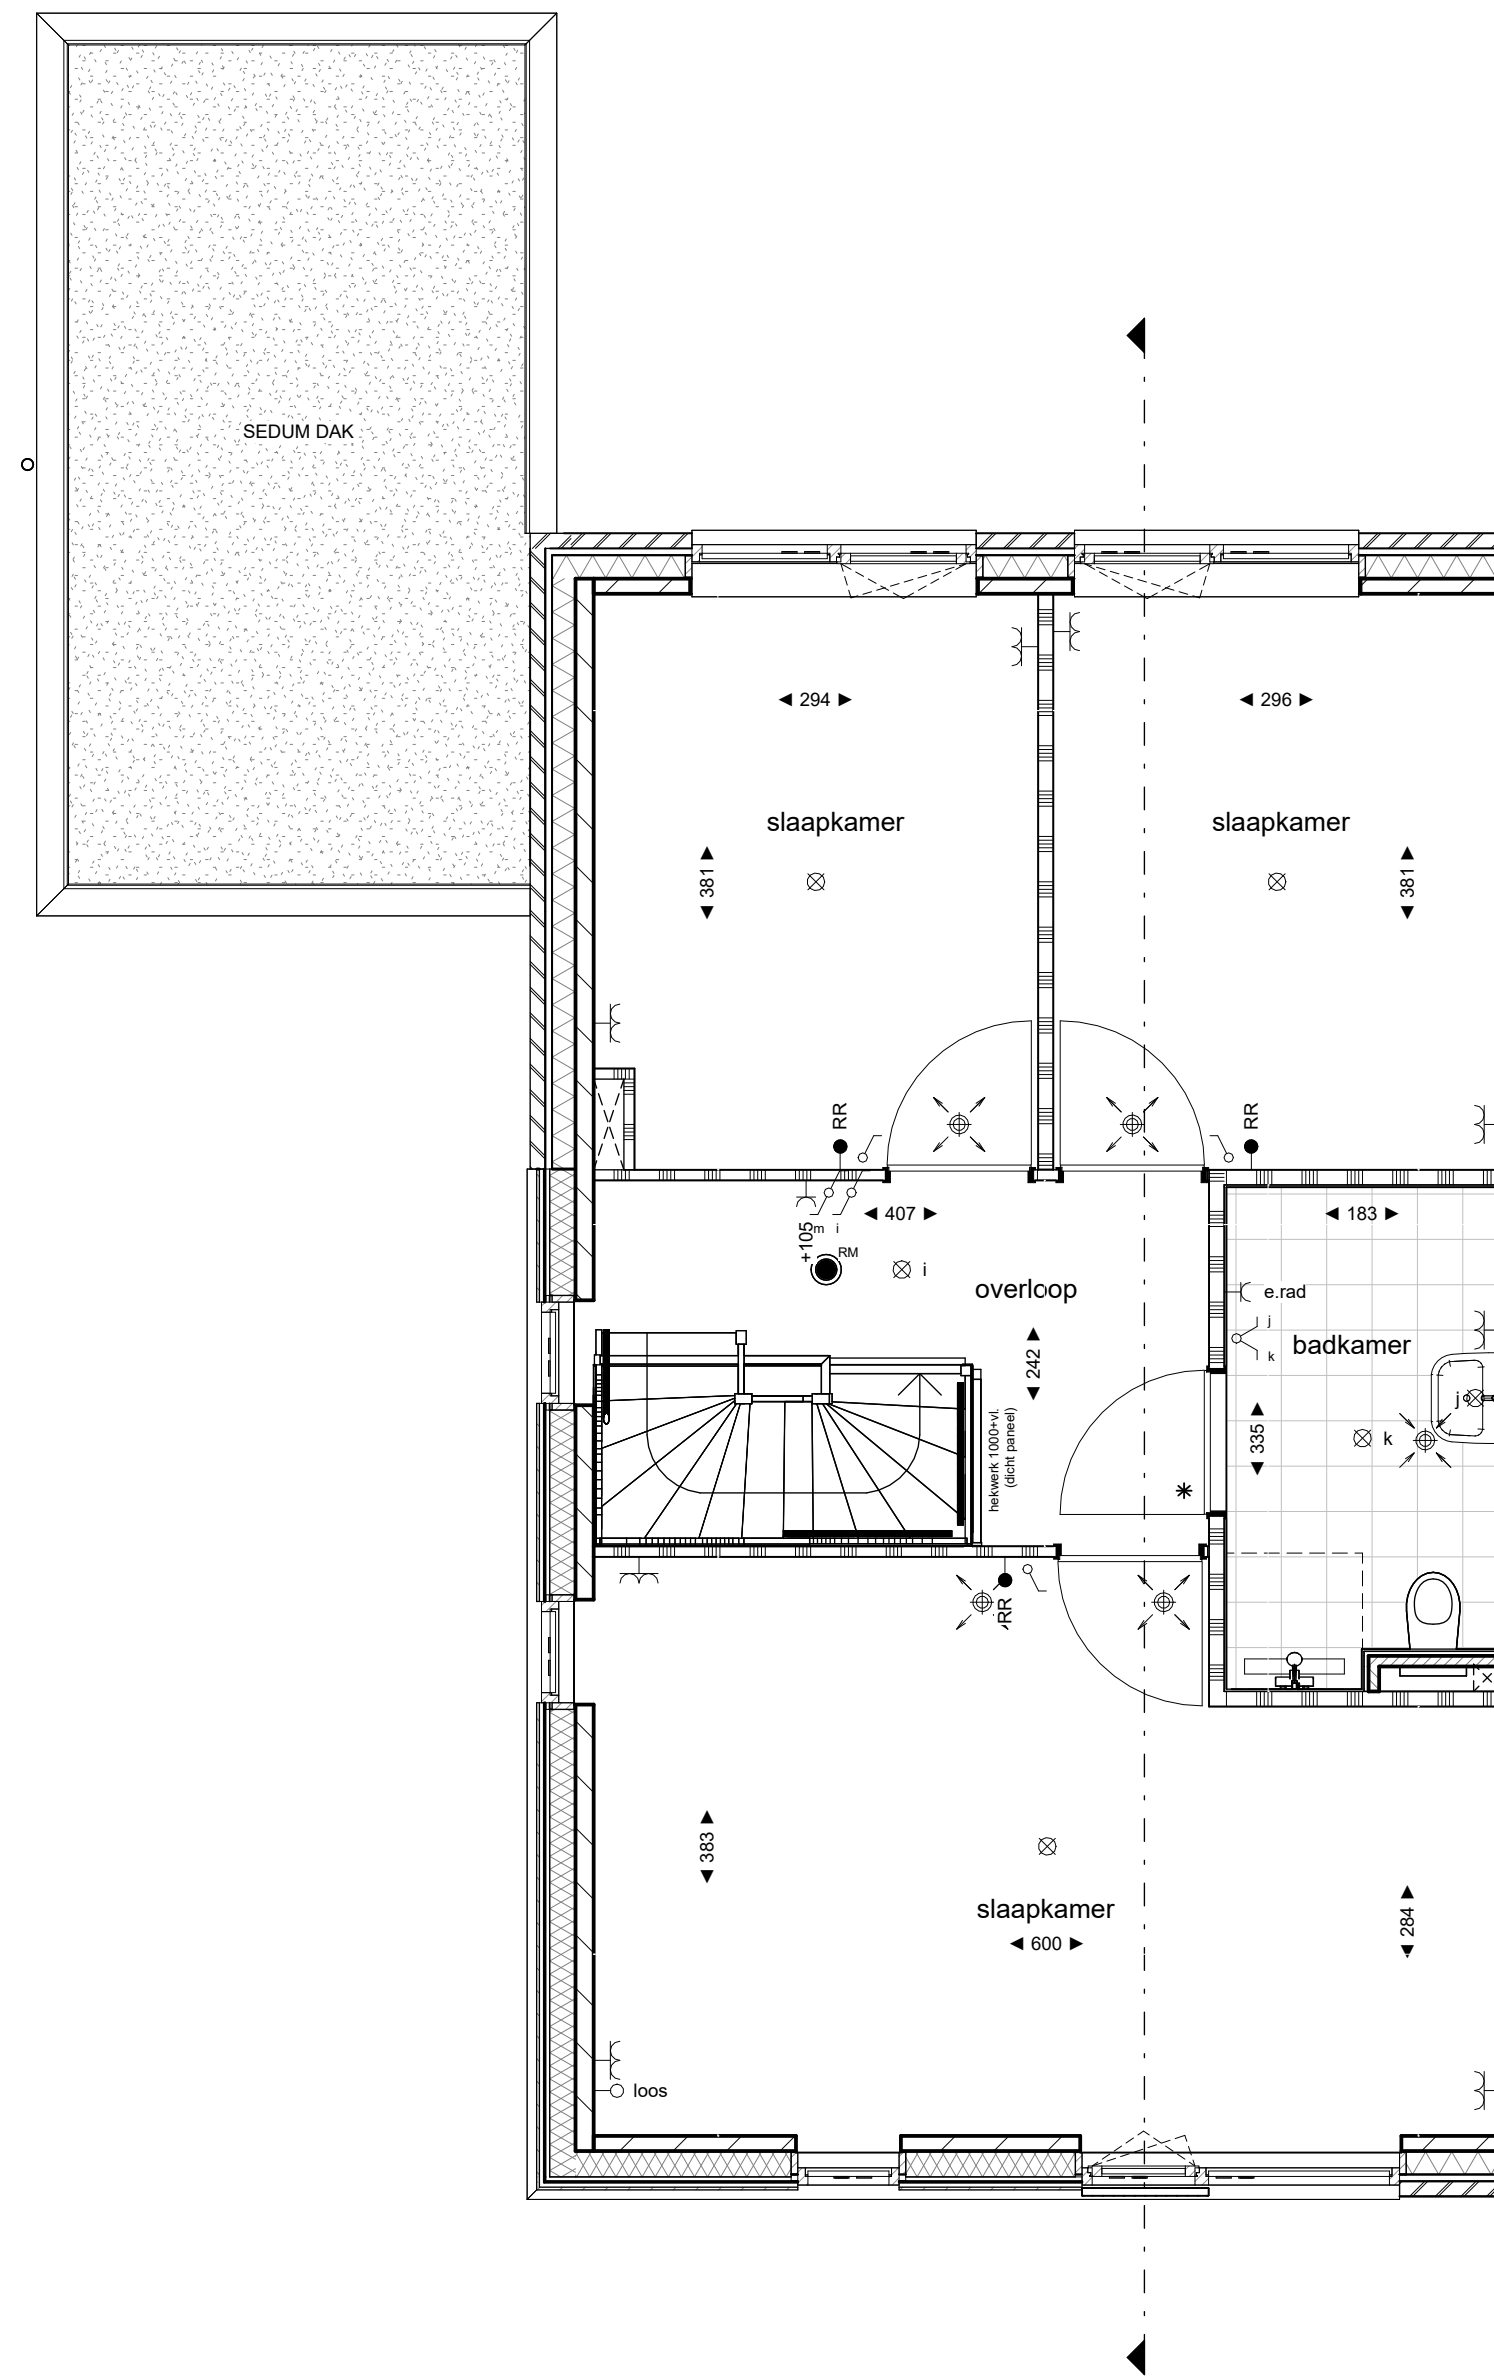 SEDUM DAK
294
296
slaapkamer
slaapkamer
381
381
RR
RR
407
183
m
i
+105
RM
i
overloop
e.rad
j
k
badkamer
242
j
335
k
hekwerk 1000+vl.
(dicht paneel)
RR
383
slaapkamer
284
600
loos